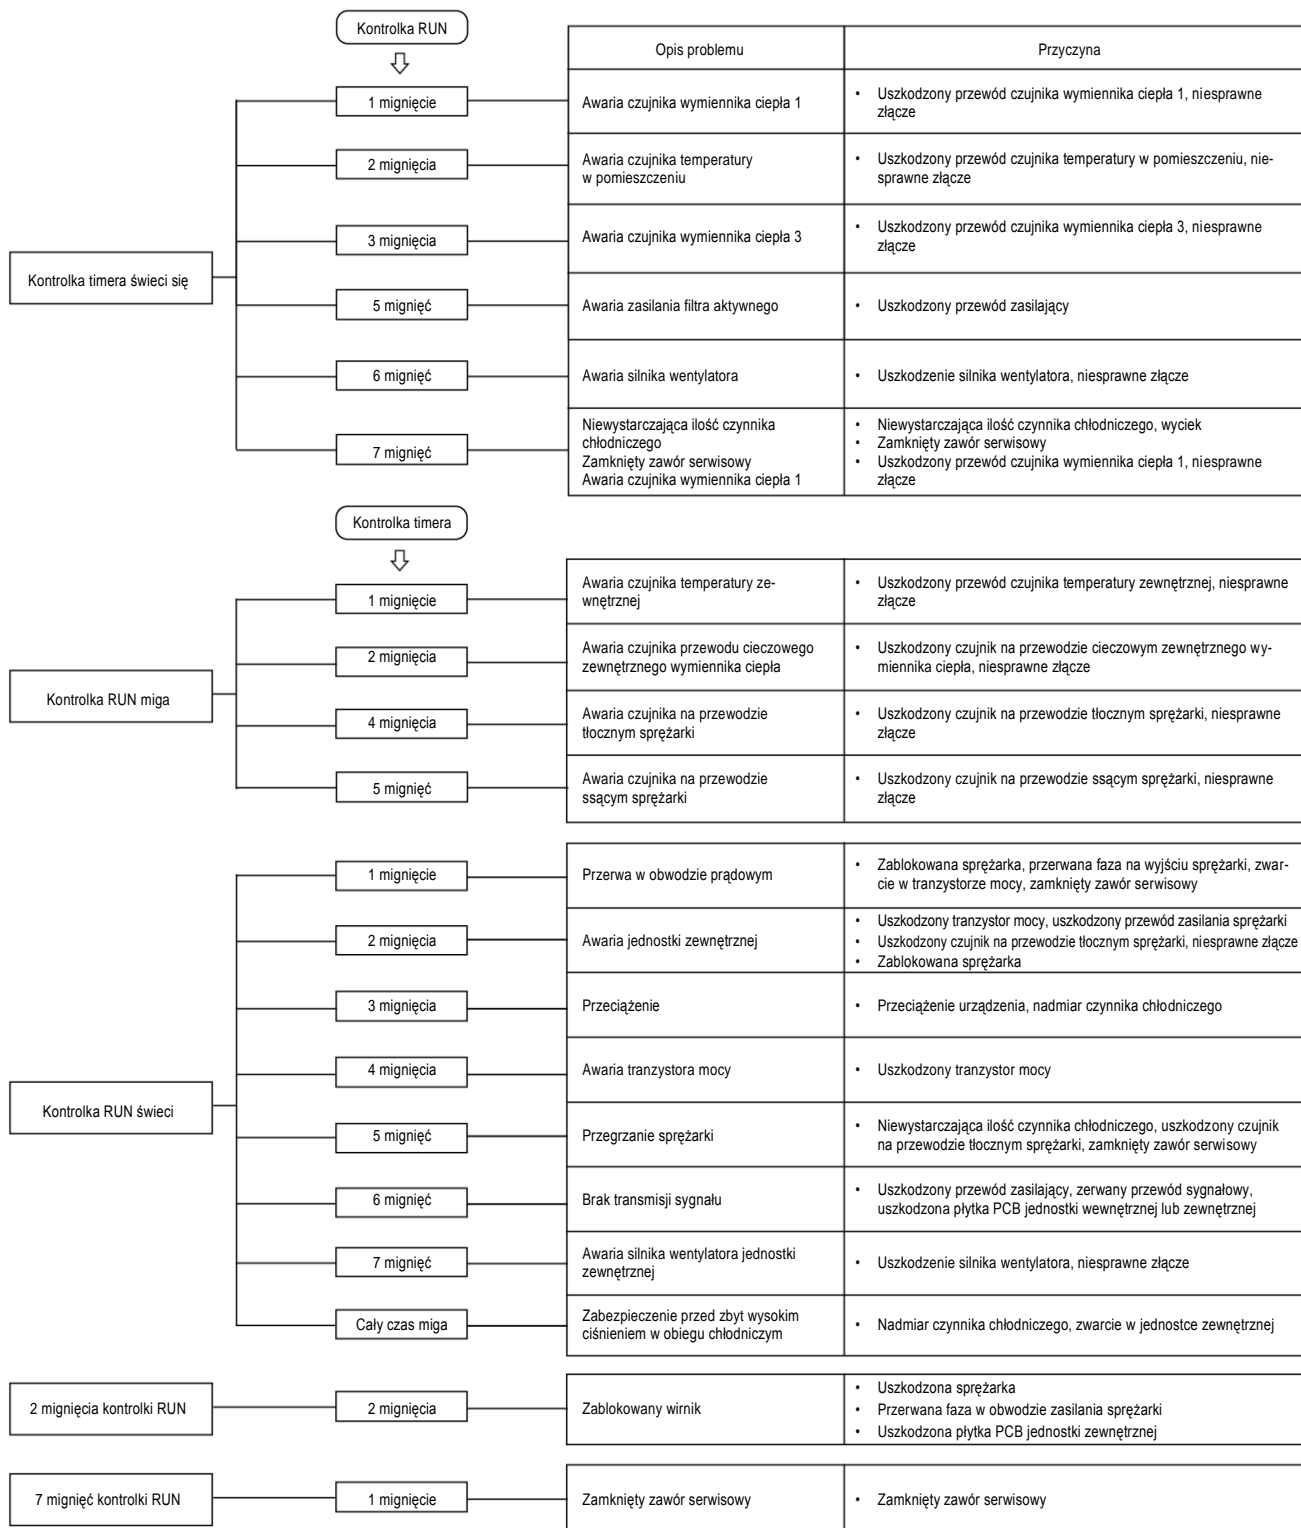 Kontrolka RUN
Opis problemu
Przyczyna
Kontrolka timera świeci się
1 mignięcie
Awaria czujnika wymiennika ciepła 1
• Uszkodzony przewód czujnika wymiennika ciepła 1, niesprawne
złącze
2 mignięcia
Awaria czujnika temperatury
w pomieszczeniu
• Uszkodzony przewód czujnika temperatury w pomieszczeniu, nie-
sprawne złącze
3 mignięcia
Awaria czujnika wymiennika ciepła 3
• Uszkodzony przewód czujnika wymiennika ciepła 3, niesprawne
złącze
5 mignięć
Awaria zasilania filtra aktywnego
• Uszkodzony przewód zasilający
6 mignięć
Awaria silnika wentylatora
• Uszkodzenie silnika wentylatora, niesprawne złącze
7 mignięć
Niewystarczająca ilość czynnika
chłodniczego
Zamknięty zawór serwisowy
Awaria czujnika wymiennika ciepła 1
• Niewystarczająca ilość czynnika chłodniczego, wyciek
• Zamknięty zawór serwisowy
• Uszkodzony przewód czujnika wymiennika ciepła 1, niesprawne
złącze
Kontrolka timera
Kontrolka RUN miga
1 mignięcie
Awaria czujnika temperatury ze-
wnętrznej
• Uszkodzony przewód czujnika temperatury zewnętrznej, niesprawne
złącze
2 mignięcia
Awaria czujnika przewodu cieczowego
zewnętrznego wymiennika ciepła
• Uszkodzony czujnik na przewodzie cieczowym zewnętrznego wy-
miennika ciepła, niesprawne złącze
4 mignięcia
Awaria czujnika na przewodzie
tłocznym sprężarki
• Uszkodzony czujnik na przewodzie tłocznym sprężarki, niesprawne
złącze
5 mignięć
Awaria czujnika na przewodzie
ssącym sprężarki
• Uszkodzony czujnik na przewodzie ssącym sprężarki, niesprawne
złącze
Kontrolka RUN świeci
1 mignięcie
Przerwa w obwodzie prądowym
• Zablokowana sprężarka, przerwana faza na wyjściu sprężarki, zwar-
cie w tranzystorze mocy, zamknięty zawór serwisowy
2 mignięcia
Awaria jednostki zewnętrznej
• Uszkodzony tranzystor mocy, uszkodzony przewód zasilania sprężarki
• Uszkodzony czujnik na przewodzie tłocznym sprężarki, niesprawne złącze
• Zablokowana sprężarka
3 mignięcia
Przeciążenie
• Przeciążenie urządzenia, nadmiar czynnika chłodniczego
4 mignięcia
Awaria tranzystora mocy
• Uszkodzony tranzystor mocy
5 mignięć
Przegrzanie sprężarki
• Niewystarczająca ilość czynnika chłodniczego, uszkodzony czujnik
na przewodzie tłocznym sprężarki, zamknięty zawór serwisowy
6 mignięć
Brak transmisji sygnału
• Uszkodzony przewód zasilający, zerwany przewód sygnałowy,
uszkodzona płytka PCB jednostki wewnętrznej lub zewnętrznej
7 mignięć
Awaria silnika wentylatora jednostki
zewnętrznej
• Uszkodzenie silnika wentylatora, niesprawne złącze
Cały czas miga
Zabezpieczenie przed zbyt wysokim
ciśnieniem w obiegu chłodniczym
• Nadmiar czynnika chłodniczego, zwarcie w jednostce zewnętrznej
2 mignięcia kontrolki RUN
2 mignięcia
Zablokowany wirnik
• Uszkodzona sprężarka
• Przerwana faza w obwodzie zasilania sprężarki
• Uszkodzona płytka PCB jednostki zewnętrznej
7 mignięć kontrolki RUN
1 mignięcie
Zamknięty zawór serwisowy
• Zamknięty zawór serwisowy